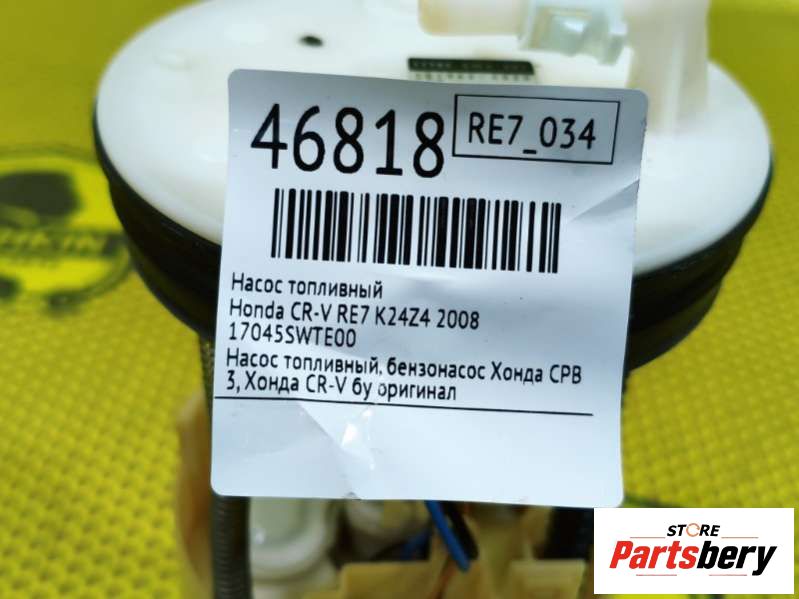 46818
RE7_034
Насос топливный
Honda CR-V RE7 K24Z4 2008
17045SWTE00
Насос топливный, бензонасос Хонда СРВ
3, Хонда CR-V бу оригинал
STORE
Partsbery